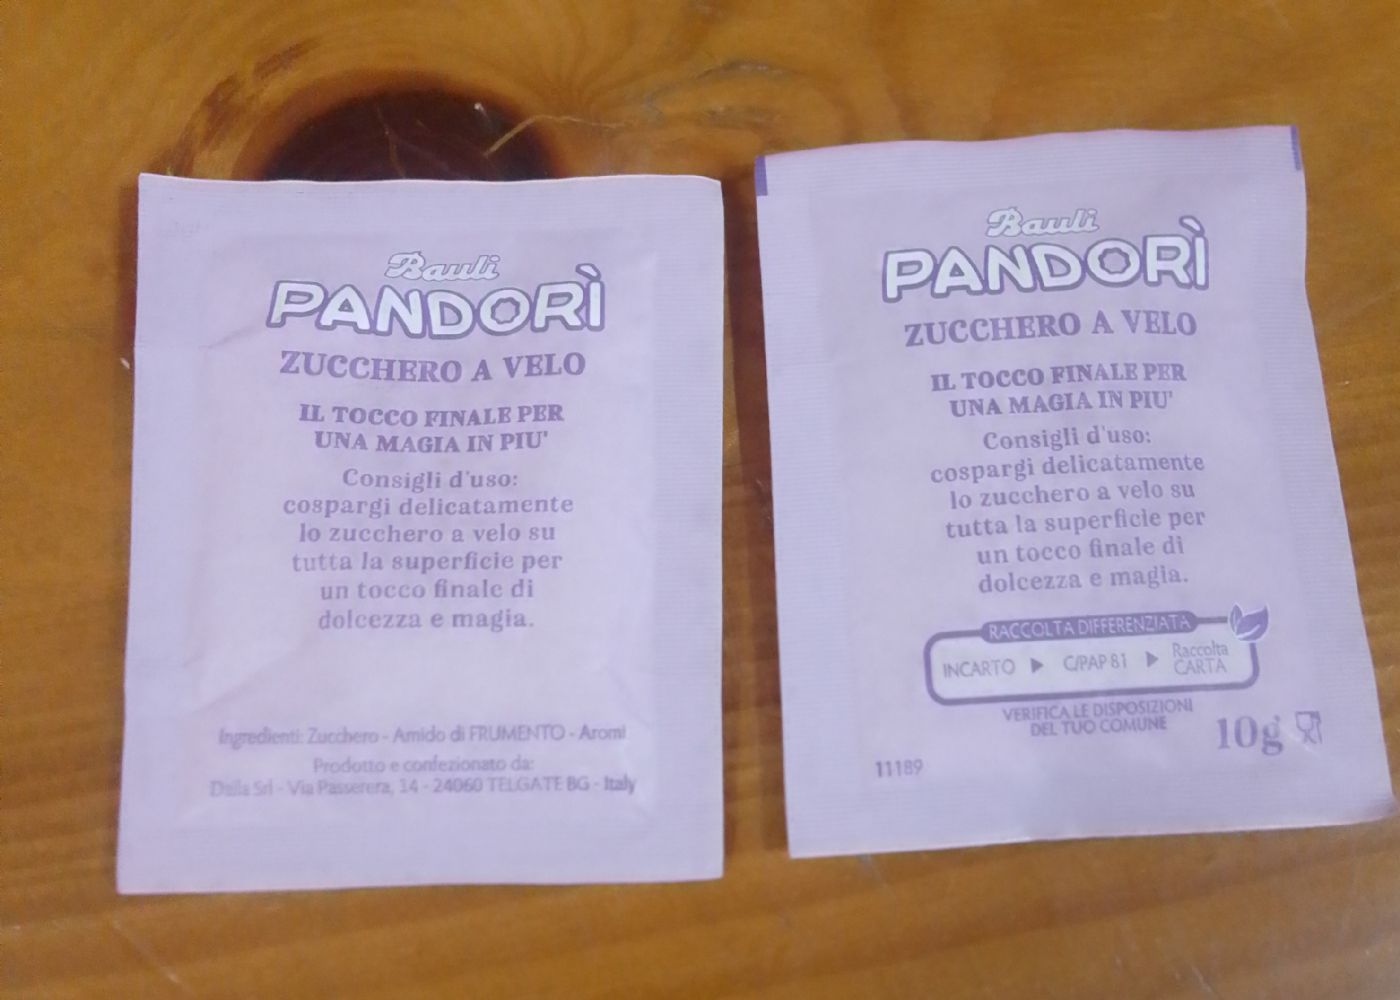 Bauli
PANDORÌ
ZUCCHERO A VELO
IL TOCCO FINALE PER
UNA MAGIA IN PIU'
Consigli d'uso:
cospargi delicatamente
lo zucchero a velo su
tutta la superficie per
un tocco finale di
dolcezza e magia.
Ingredienti: Zucchero - Amido di FRUMENTO - Aromi
Prodotto e confezionato da:
Dalla Srl - Via Passerera, 14 - 24060 TELGATE BG - Italy
Bauli
PANDORÌ
ZUCCHERO A VELO
IL TOCCO FINALE PER
UNA MAGIA IN PIU'
Consigli d'uso:
cospargi delicatamente
lo zucchero a velo su
tutta la superficie per
un tocco finale di
dolcezza e magia.
RACCOLTA DIFFERENZIATA
INCARTO ▶ C/PAP 81 ▶ Raccolta
CARTA
VERIFICA LE DISPOSIZIONI
DEL TUO COMUNE
10g
11189